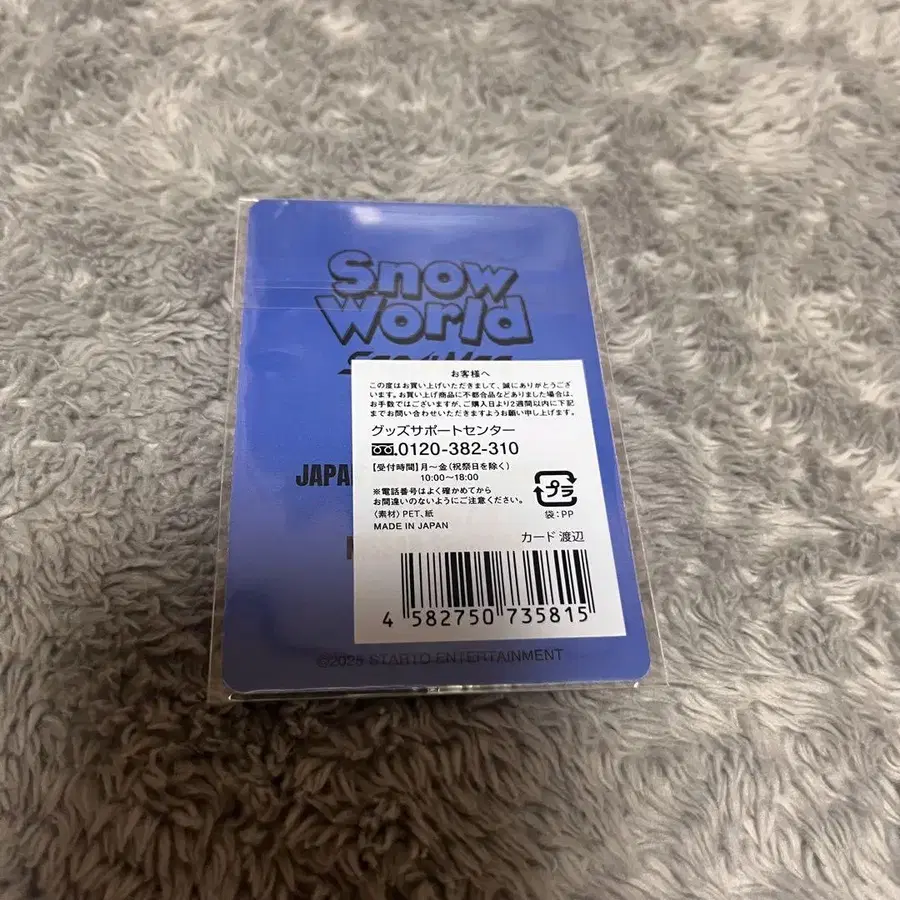 Snow
World
お客様へ
この度はお買い上げいただきまして、誠にありがとうござ
います。お買い上げ商品に不都合品などありました場合は、
お手数ではございますが、ご購入日より2週間以内に下記
までお問い合わせいただきますようお願い申し上げます。
グッズサポートセンター
0120-382-310
【受付時間】月～金(祝祭日を除く)
10:00～18:00
※電話番号はよく確かめてから
お間違いのないようにご注意ください。
〈素材〉PET、紙
MADE IN JAPAN
プラ
袋:PP
カード 渡辺
4 582750 735815
©2025 STARTO ENTERTAINMENT